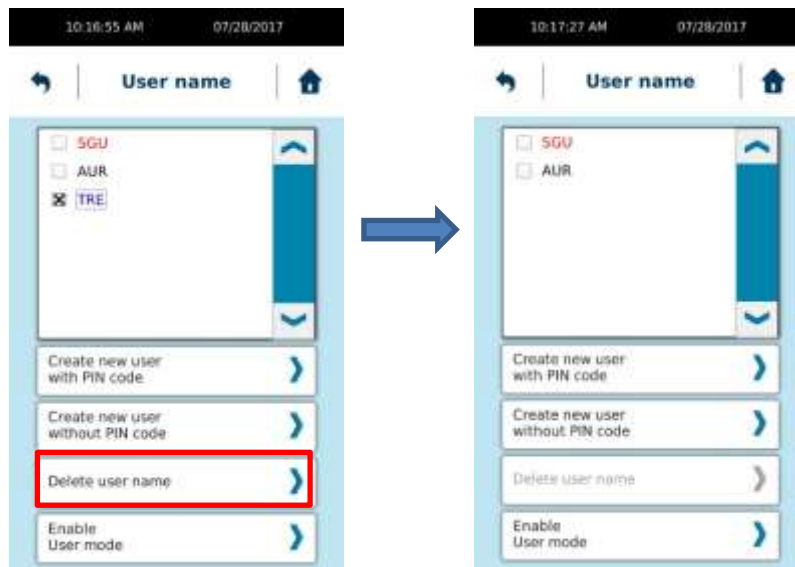 10:16:55 AM 07/28/2017
User name
SGU
AUR
TRE
Create new user
with PIN code
Create new user
without PIN code
Delete user name
Enable
User mode
10:17:27 AM 07/28/2017
User name
SGU
AUR
Create new user
with PIN code
Create new user
without PIN code
Delete user name
Enable
User mode